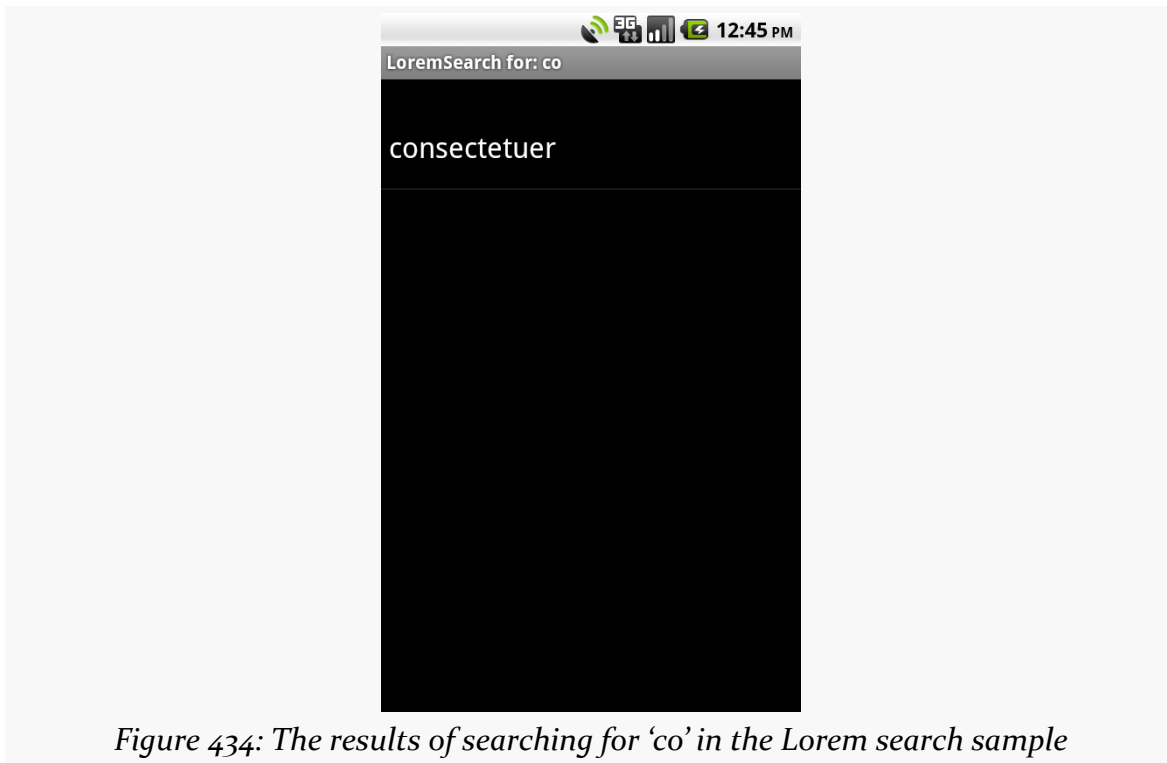 3G 12:45 PM
LoremSearch for: co
consectetuer
Figure 434: The results of searching for ‘co’ in the Lorem search sample